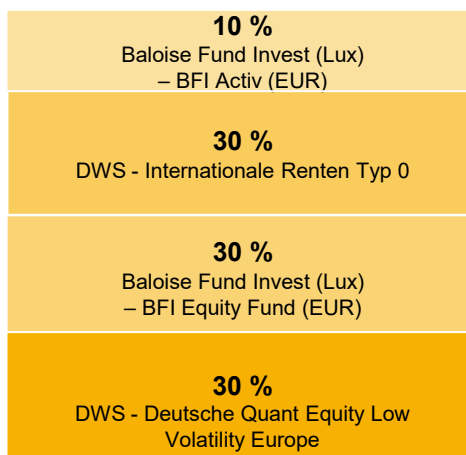 10 %
Baloise Fund Invest (Lux)
– BFI Activ (EUR)
30 %
DWS - Internationale Renten Typ 0
30 %
Baloise Fund Invest (Lux)
– BFI Equity Fund (EUR)
30 %
DWS - Deutsche Quant Equity Low
Volatility Europe